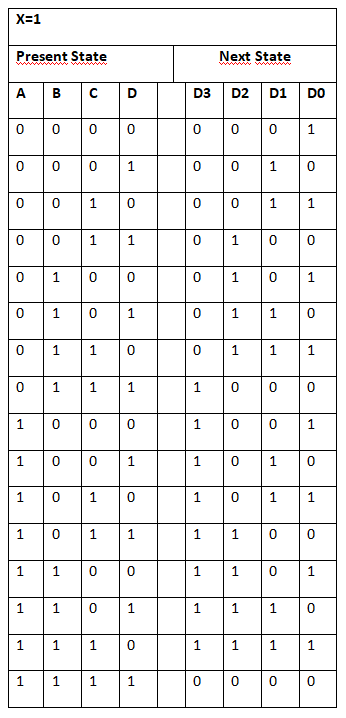 X=1
Present State Next State
A B C D D3 D2 D1 D0
0 0 0 0 0 0 0 1
0 0 0 1 0 0 1 0
0 0 1 0 0 0 1 1
0 0 1 1 0 1 0 0
0 1 0 0 0 1 0 1
0 1 0 1 0 1 1 0
0 1 1 0 0 1 1 1
0 1 1 1 1 0 0 0
1 0 0 0 1 0 0 1
1 0 0 1 1 0 1 0
1 0 1 0 1 0 1 1
1 0 1 1 1 1 0 0
1 1 0 0 1 1 0 1
1 1 0 1 1 1 1 0
1 1 1 0 1 1 1 1
1 1 1 1 0 0 0 0